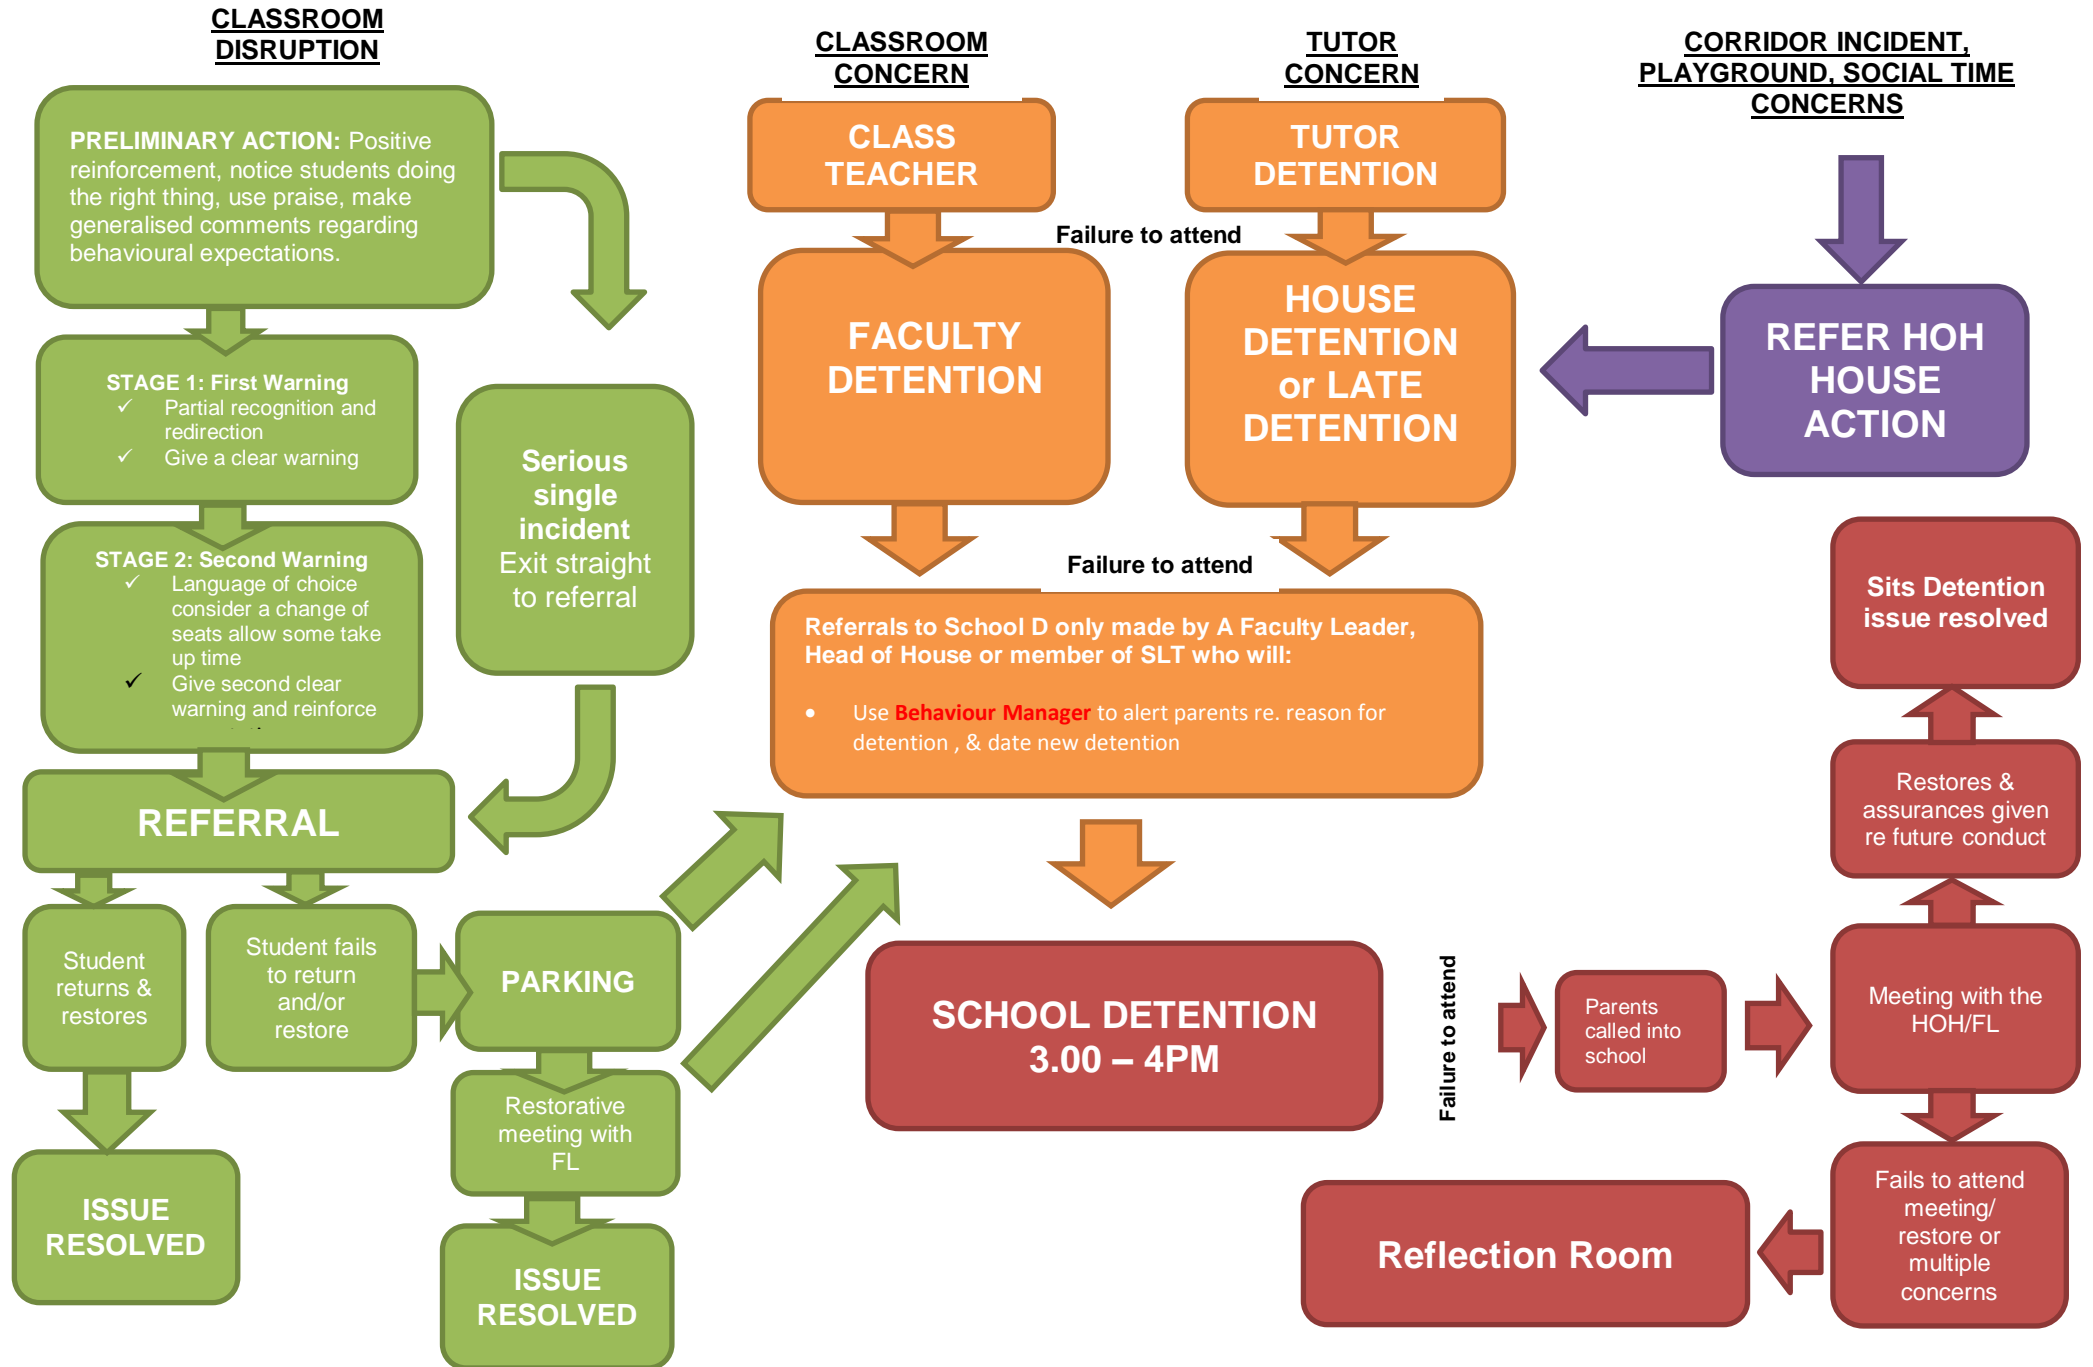 CLASSROOM
DISRUPTION
PRELIMINARY ACTION: Positive
reinforcement, notice students doing
the right thing, use praise, make
generalised comments regarding
behavioural expectations.
STAGE 1: First Warning
✓ Partial recognition and
redirection
✓ Give a clear warning
STAGE 2: Second Warning
✓ Language of choice
consider a change of
seats allow some take
up time
✓ Give second clear
warning and reinforce
Serious
single
incident
Exit straight
to referral
REFERRAL
Student
returns &
restores
Student fails
to return
and/or
restore
PARKING
Restorative
meeting with
FL
ISSUE
RESOLVED
ISSUE
RESOLVED
CLASSROOM
CONCERN
CLASS
TEACHER
TUTOR
CONCERN
TUTOR
DETENTION
Failure to attend
FACULTY
DETENTION
HOUSE
DETENTION
or LATE
DETENTION
Failure to attend
Referrals to School D only made by A Faculty Leader,
Head of House or member of SLT who will:
• Use Behaviour Manager to alert parents re. reason for
detention , & date new detention
SCHOOL DETENTION
3.00 – 4PM
CORRIDOR INCIDENT,
PLAYGROUND, SOCIAL TIME
CONCERNS
REFER HOH
HOUSE
ACTION
Failure to attend
Parents
called into
school
Meeting with the
HOH/FL
Restores &
assurances given
re future conduct
Sits Detention
issue resolved
Fails to attend
meeting/
restore or
multiple
concerns
Reflection Room